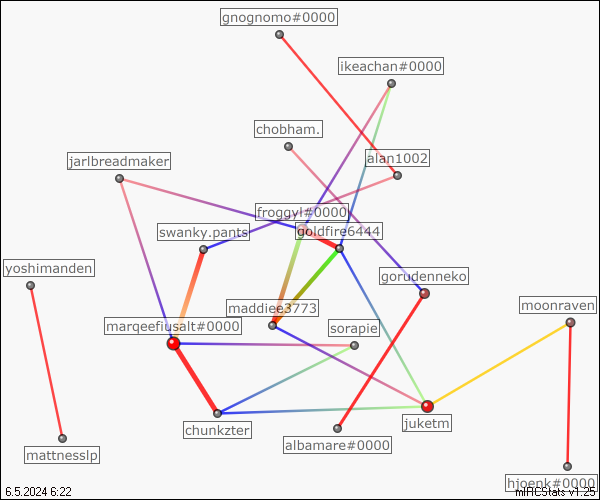 gnognomo#0000
ikeachan#0000
chobham.
alan1002
jarlbreadmaker
froggyl#0000
swanky.pants
goldfire6444
yoshimanden
gorudenneko
moonraven
maddiee3773
marqeefiusalt#0000
sorapie
juketm
chunkzter
albamare#0000
mattnesslp
hjoenk#0000
6.5.2024 6:22
mIRCStats v1.25